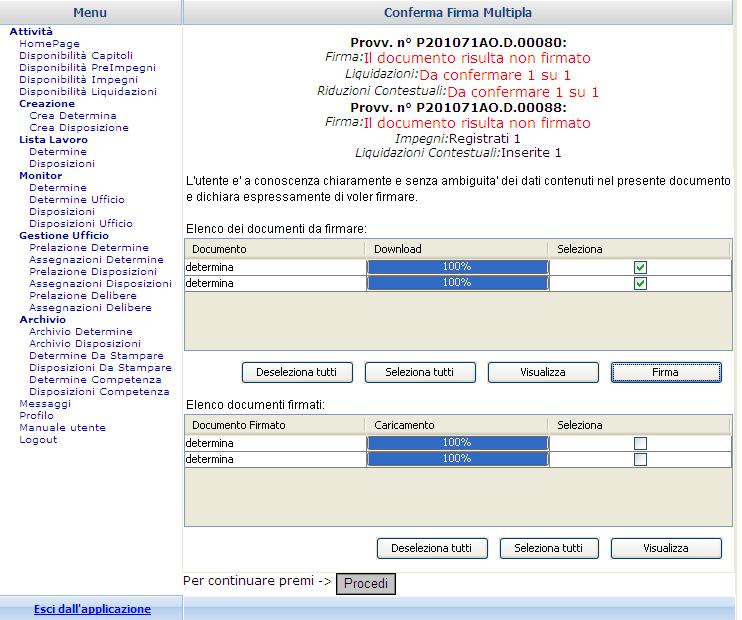 Menu
Attività
HomePage
Disponibilità Capitoli
Disponibilità PreImpegni
Disponibilità Impegni
Disponibilità Liquidazioni
Creazione
Crea Determina
Crea Disposizione
Lista Lavoro
Determine
Disposizioni
Monitor
Determine
Determine Ufficio
Disposizioni
Disposizioni Ufficio
Gestione Ufficio
Prelazione Determine
Assegnazioni Determine
Prelazione Disposizioni
Assegnazioni Disposizioni
Prelazione Delibere
Assegnazioni Delibere
Archivio
Archivio Determine
Archivio Disposizioni
Determine Da Stampare
Disposizioni Da Stampare
Determine Competenza
Disposizioni Competenza
Messaggi
Profilo
Manuale utente
Logout
Esci dall'applicazione
Conferma Firma Multipla
Provv. n° P201071AO.D.00080:
Firma:Il documento risulta non firmato
Liquidazioni:Da confermare 1 su 1
Riduzioni Contestuali:Da confermare 1 su 1
Provv. n° P201071AO.D.00088:
Firma:Il documento risulta non firmato
Impegni:Registrati 1
Liquidazioni Contestuali:Inserite 1
L'utente e' a conoscenza chiaramente e senza ambiguita' dei dati contenuti nel presente documento
e dichiara espressamente di voler firmare.
Elenco dei documenti da firmare:
Documento Download Seleziona
determina 100%
determina 100%
Deseleziona tutti Seleziona tutti Visualizza Firma
Elenco documenti firmati:
Documento Firmato Caricamento Seleziona
determina 100%
determina 100%
Deseleziona tutti Seleziona tutti Visualizza
Per continuare premi -> Procedi